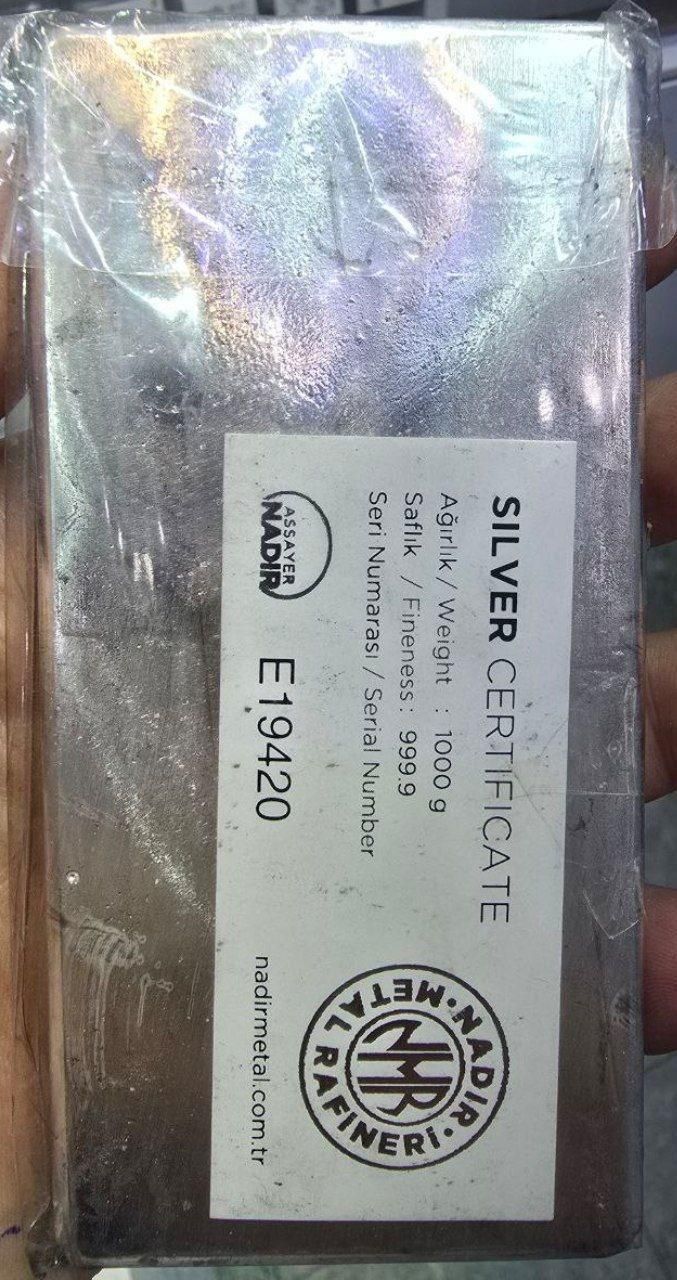 SILVER CERTIFICATE
Ağırlık / Weight : 1000 g
Saflık / Fineness : 999.9
Seri Numarası / Serial Number
ASSAYER
NADIR
E19420
NADIR METAL RAFİNERİ
NMR
nadirmetal.com.tr